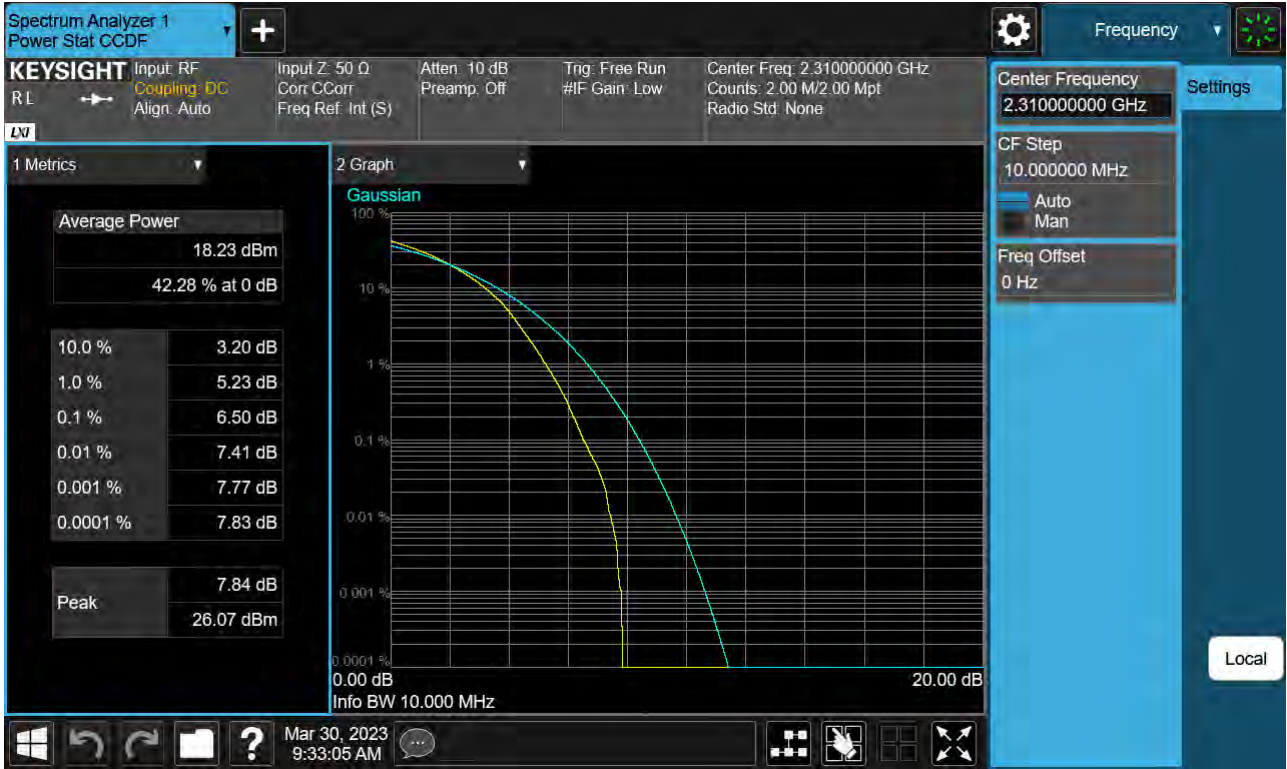 Spectrum Analyzer 1
Power Stat CCDF
Frequency
KEYSIGHT
RL
LXI
Input: RF
Coupling: DC
Align: Auto
Input Z: 50 Ω
Corr CCorr
Freq Ref: Int (S)
Atten: 10 dB
Preamp: Off
Trig: Free Run
#IF Gain: Low
Center Freq: 2.310000000 GHz
Counts: 2.00 M/2.00 Mpt
Radio Std: None
Center Frequency
2.310000000 GHz
Settings
CF Step
10.000000 MHz
Auto
Man
Freq Offset
0 Hz
1 Metrics
Average Power
18.23 dBm
42.28 % at 0 dB
10.0 % 3.20 dB
1.0 % 5.23 dB
0.1 % 6.50 dB
0.01 % 7.41 dB
0.001 % 7.77 dB
0.0001 % 7.83 dB
Peak
7.84 dB
26.07 dBm
2 Graph
Gaussian
100 %
10 %
1 %
0.1 %
0.01 %
0.001 %
0.0001 %
0.00 dB 20.00 dB
Info BW 10.000 MHz
Local
?
Mar 30, 2023
9:33:05 AM